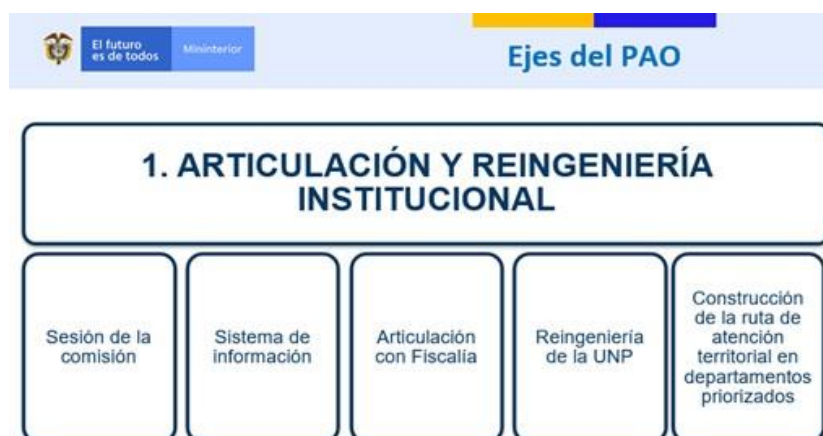 El futuro
es de todos
Mininterior
Ejes del PAO
1. ARTICULACIÓN Y REINGENIERÍA
INSTITUCIONAL
Sesión de la
comisión
Sistema de
información
Articulación
con Fiscalía
Reingeniería
de la UNP
Construcción
de la ruta de
atención
territorial en
departamentos
priorizados